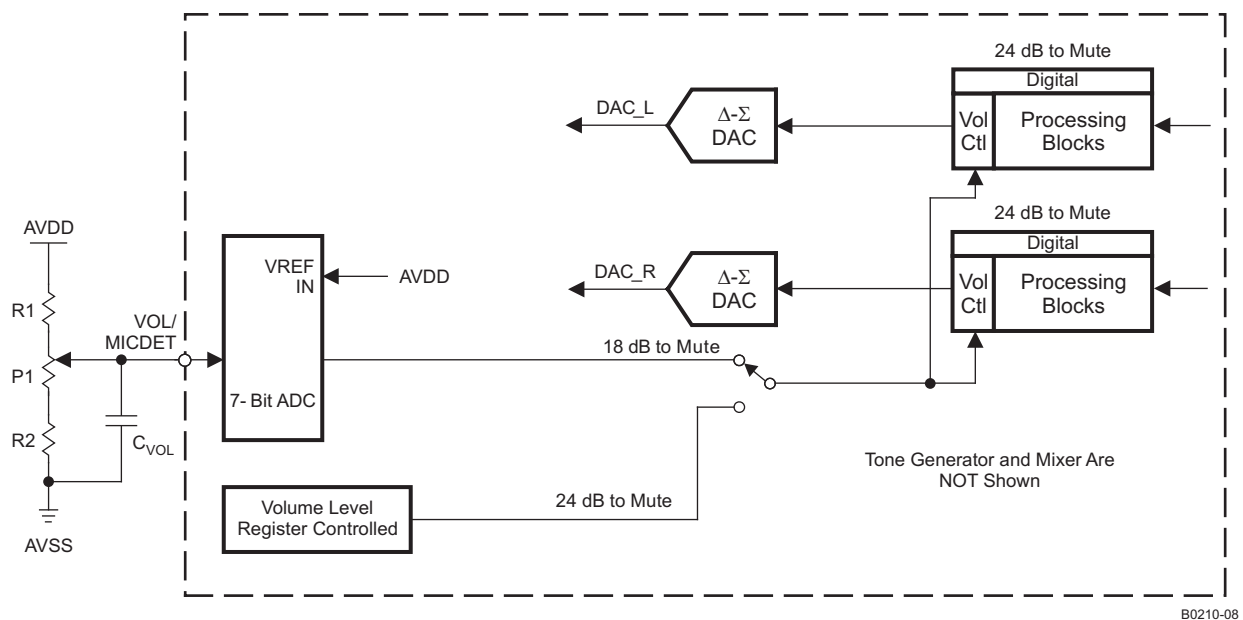 24 dB to Mute
Digital
Vol
Ctl
Processing
Blocks
DAC_L
Δ-Σ
DAC
24 dB to Mute
Digital
Vol
Ctl
Processing
Blocks
DAC_R
Δ-Σ
DAC
AVDD
R1
P1
R2
AVSS
VOL/
MICDET
CVOL
VREF
IN
7- Bit ADC
AVDD
18 dB to Mute
Volume Level
Register Controlled
24 dB to Mute
Tone Generator and Mixer Are
NOT Shown
B0210-08